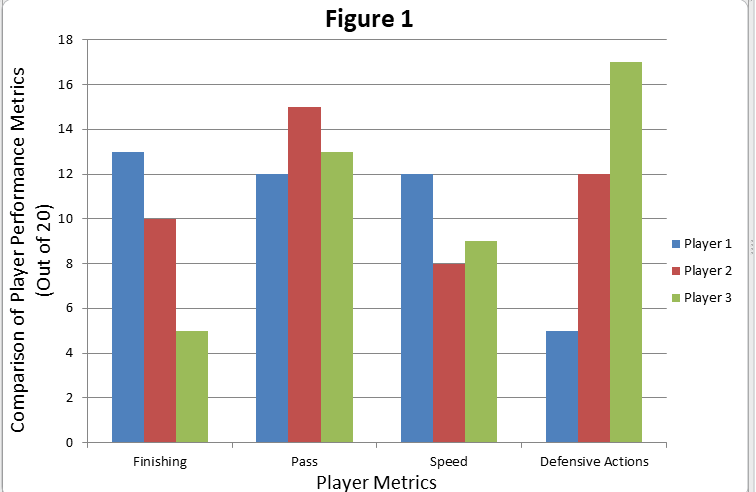 Figure 1
Comparison of Player Performance Metrics
(Out of 20)
18
16
14
12
10
8
6
4
2
0
Player 1
Player 2
Player 3
Finishing
Pass
Speed
Defensive Actions
Player Metrics